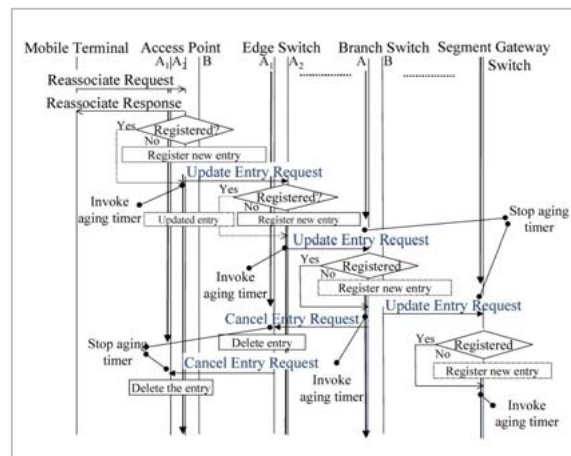 Mobile Terminal Access Point Edge Switch Branch Switch Segment Gateway
A₁ A₂ B A₁ A₂ A B Switch
Reassociate Request
Reassociate Response
Yes Registered?
No
Register new entry
Update Entry Request
Yes Registered?
No
Invoke
aging timer
Updated entry Register new entry
Stop aging
timer
Update Entry Request
Yes Registered
No
Invoke
aging timer
Register new entry
Update Entry Request
Cancel Entry Request
Delete entry
Yes Registered
No
Stop aging
timer
Cancel Entry Request
Register new entry
Delete the entry
Invoke
aging timer
Invoke
aging timer